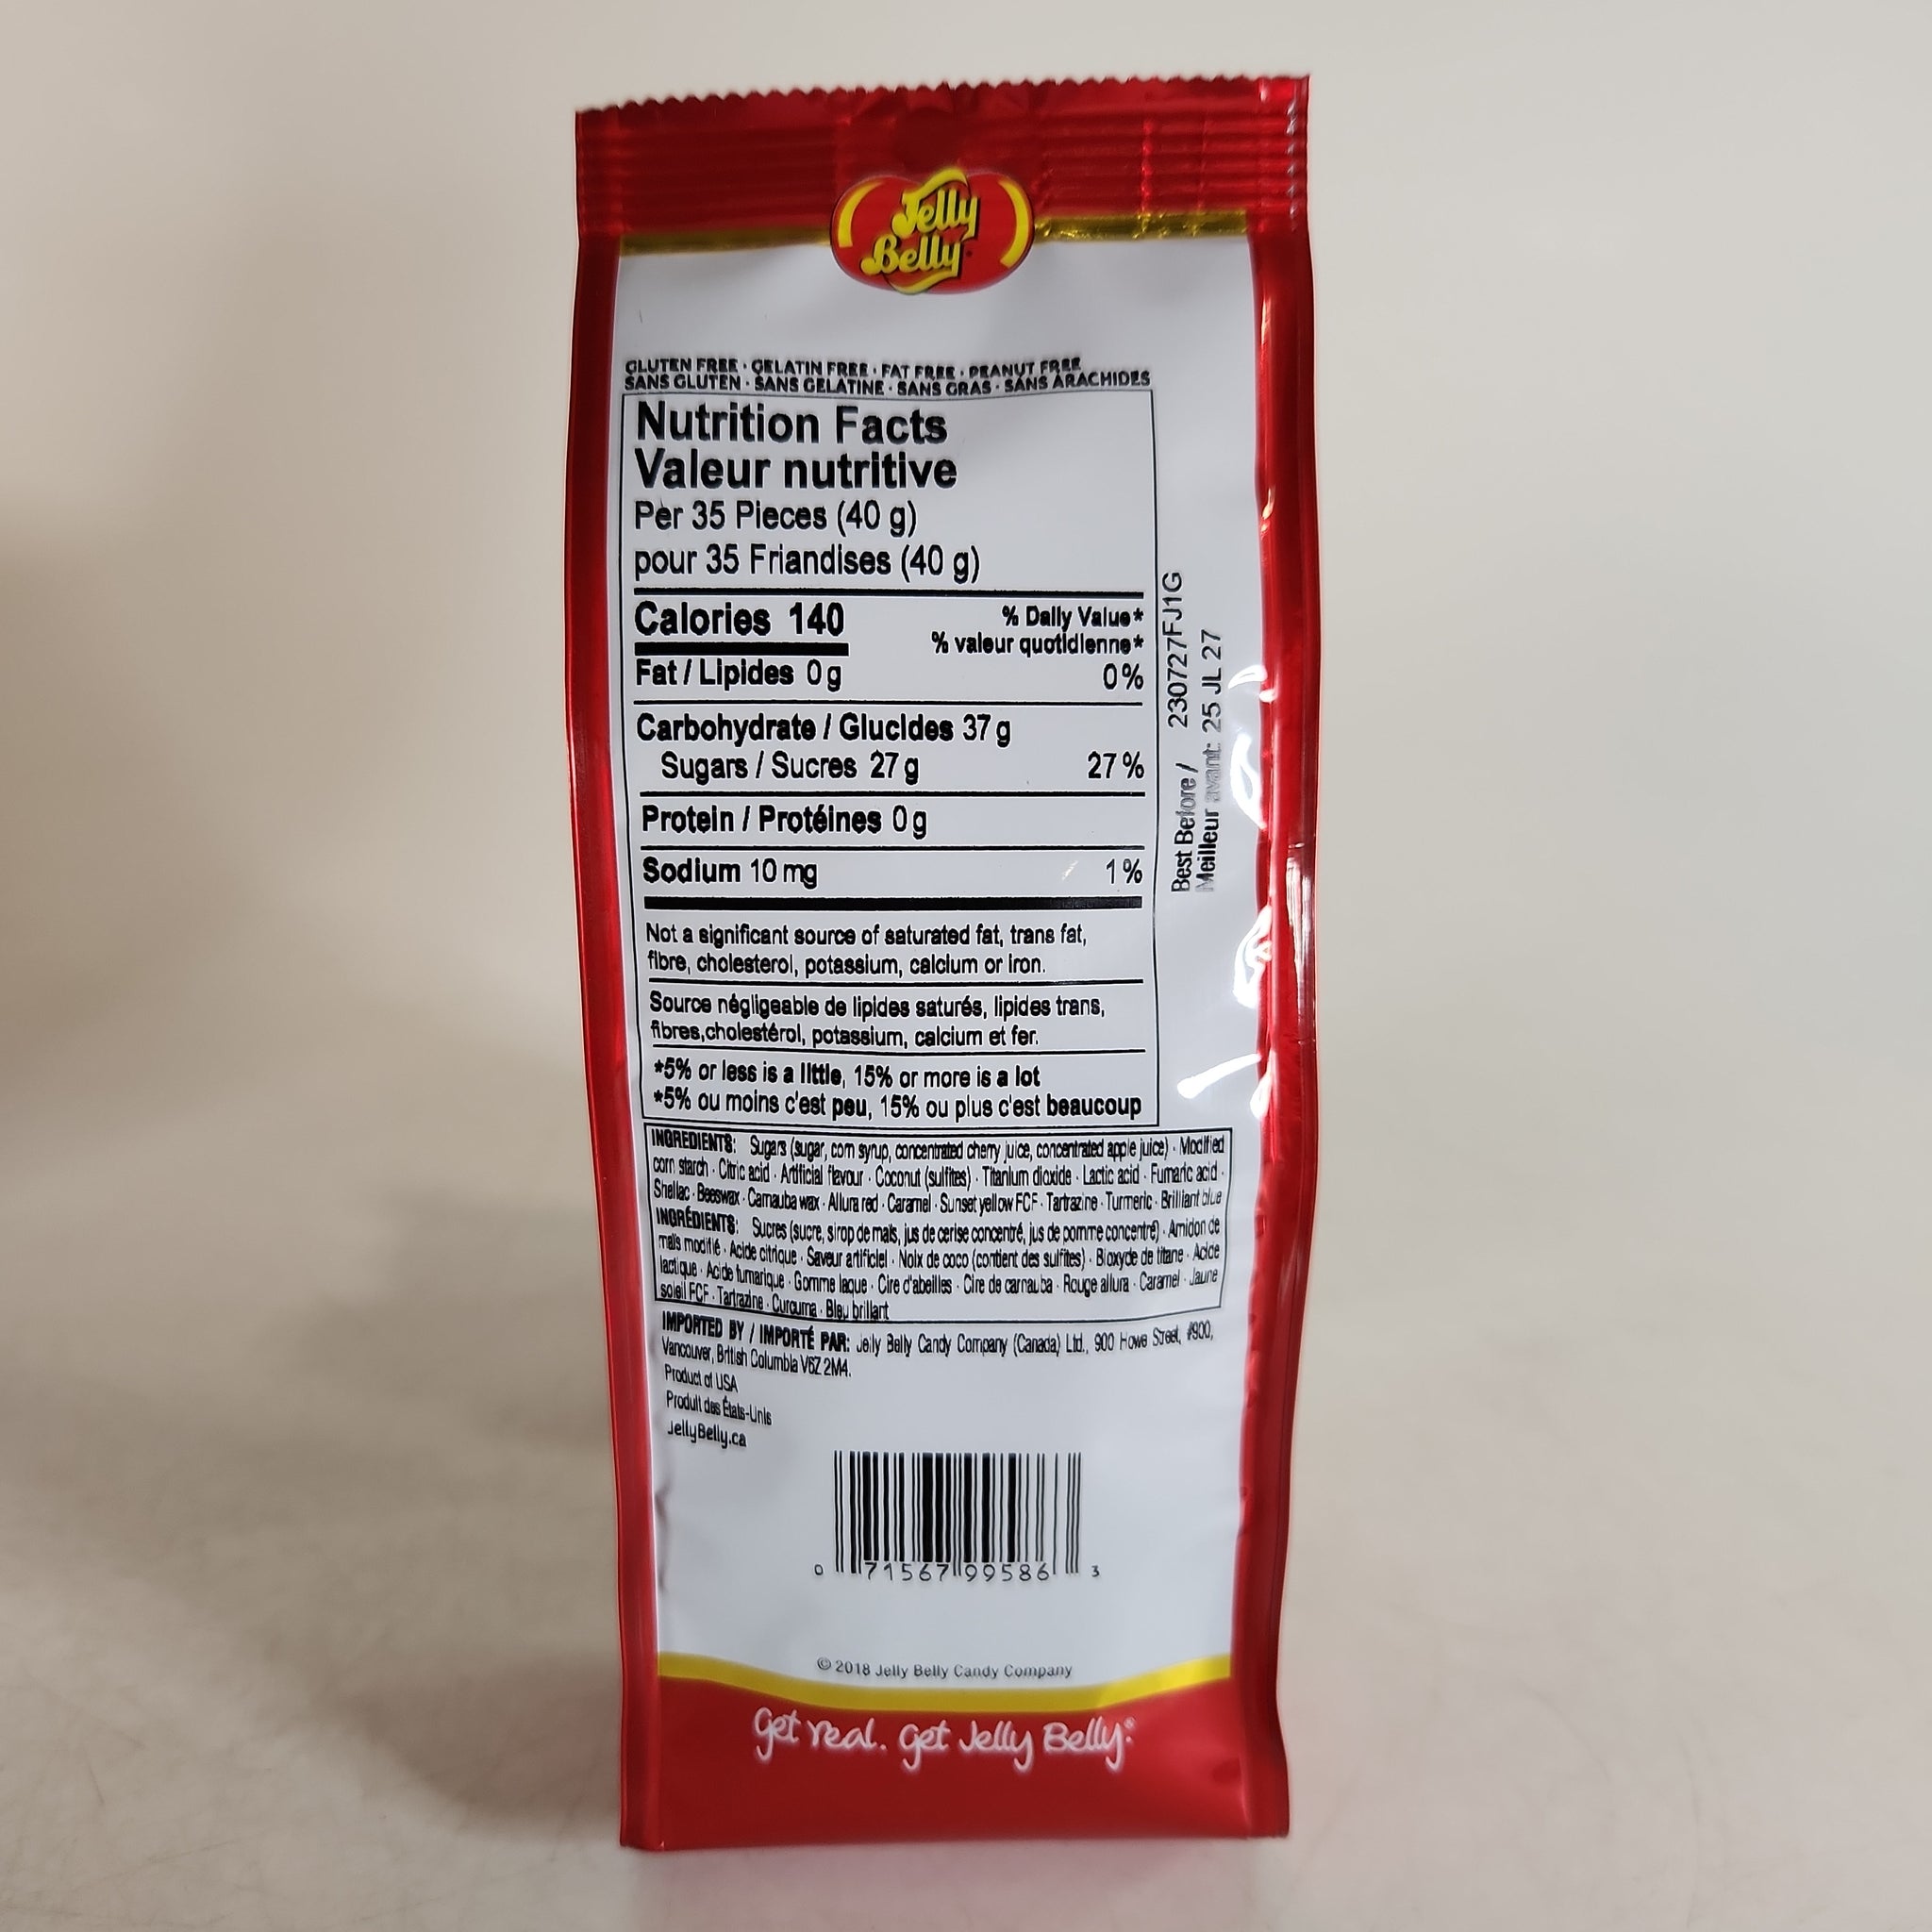 Jelly
Belly
GLUTEN FREE · GELATIN FREE · FAT FREE · PEANUT FREE
SANS GLUTEN · SANS GELATINE · SANS GRAS · SANS ARACHIDES
Nutrition Facts
Valeur nutritive
Per 35 Pieces (40 g)
pour 35 Friandises (40 g)
Calories 140
% Daily Value*
% valeur quotidienne*
Fat / Lipides 0 g 0 %
Carbohydrate / Glucides 37 g
Sugars / Sucres 27 g 27 %
Protein / Protéines 0 g
Sodium 10 mg 1 %
Not a significant source of saturated fat, trans fat,
fibre, cholesterol, potassium, calcium or iron.
Source négligeable de lipides saturés, lipides trans,
fibres,cholestérol, potassium, calcium et fer.
*5% or less is a little, 15% or more is a lot
*5% ou moins c'est peu, 15% ou plus c'est beaucoup
Best Before / 230727FJ1G
Meilleur avant: 25 JL 27
INGREDIENTS: Sugars (sugar, corn syrup, concentrated cherry juice, concentrated apple juice) · Modified
corn starch · Citric acid · Artificial flavour · Coconut (sulfites) · Titanium dioxide · Lactic acid · Fumaric acid ·
Shellac · Beeswax · Carnauba wax · Allura red · Caramel · Sunset yellow FCF · Tartrazine · Turmeric · Brilliant blue
INGRÉDIENTS: Sucres (sucre, sirop de maïs, jus de cerise concentré, jus de pomme concentré) · Amidon de
maïs modifié · Acide citrique · Saveur artificiel · Noix de coco (contient des sulfites) · Bioxyde de titane · Acide
lactique · Acide fumarique · Gomme laque · Cire d'abeilles · Cire de carnauba · Rouge allura · Caramel · Jaune
soleil FCF · Tartrazine · Curcuma · Bleu brillant
IMPORTED BY / IMPORTÉ PAR: Jelly Belly Candy Company (Canada) Ltd., 900 Howe Street, #900,
Vancouver, British Columbia V6Z 2M4.
Product of USA
Produit des États-Unis
JellyBelly.ca
0 71567 99586 3
© 2018 Jelly Belly Candy Company
get real. get Jelly Belly.®